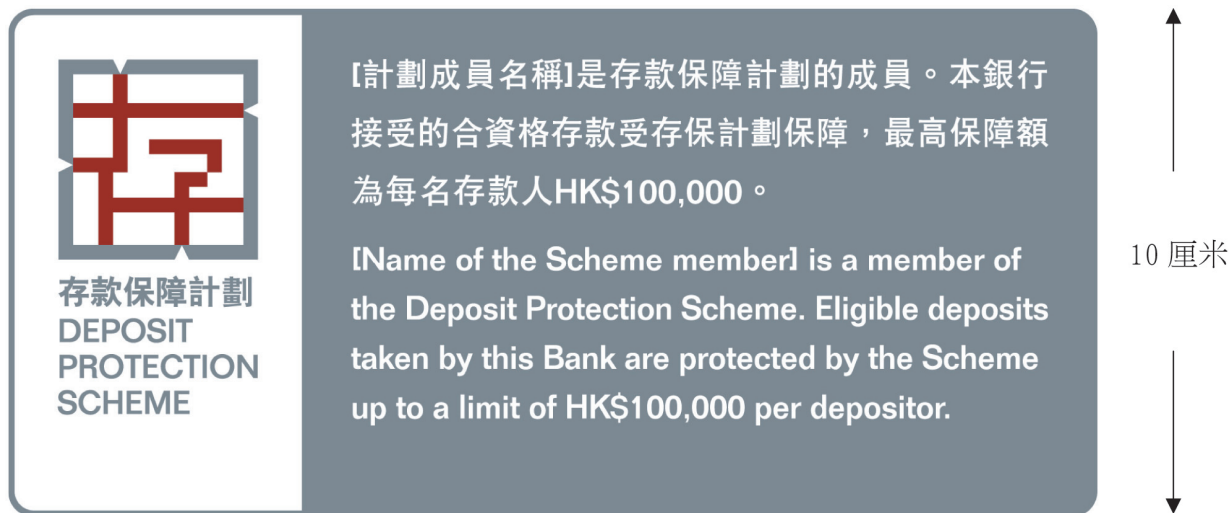 存款保障計劃
DEPOSIT
PROTECTION
SCHEME
[計劃成員名稱]是存款保障計劃的成員。本銀行
接受的合資格存款受存保計劃保障，最高保障額
為每名存款人HK$100,000。
[Name of the Scheme member] is a member of
the Deposit Protection Scheme. Eligible deposits
taken by this Bank are protected by the Scheme
up to a limit of HK$100,000 per depositor.
10 厘米